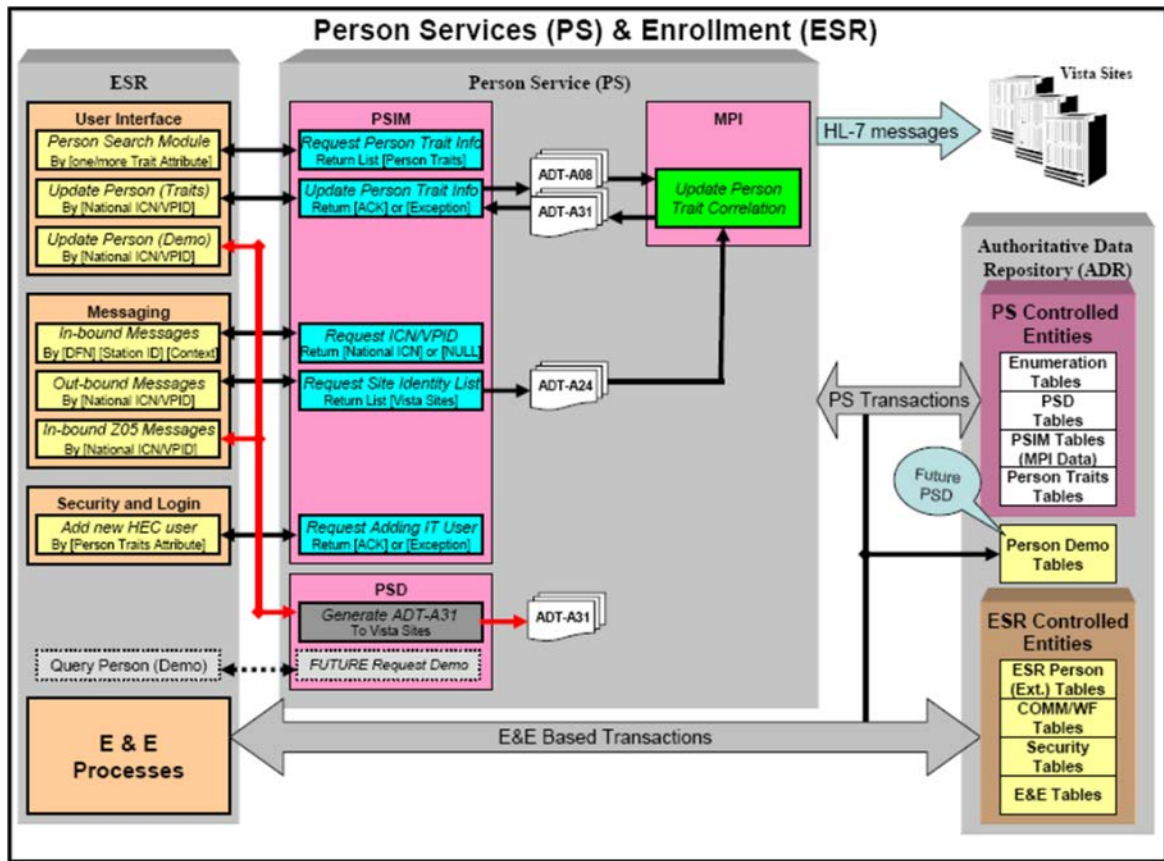 Person Services (PS) & Enrollment (ESR)
ESR
User Interface
Person Search Module
By [one/more Trait Attribute]
Update Person (Traits)
By [National ICN/VPID]
Update Person (Demo)
By [National ICN/VPID]
Messaging
In-bound Messages
By [DFN] [Station ID] [Context]
Out-bound Messages
By [National ICN/VPID]
In-bound Z05 Messages
By [National ICN/VPID]
Security and Login
Add new HEC user
By [Person Traits Attribute]
Query Person (Demo)
E & E
Processes
Person Service (PS)
PSIM
Request Person Trait Info
Return List [Person Traits]
Update Person Trait Info
Return [ACK] or [Exception]
Request ICN/VPID
Return [National ICN] or [NULL]
Request Site Identity List
Return List [Vista Sites]
Request Adding IT User
Return [ACK] or [Exception]
PSD
Generate ADT-A31
To Vista Sites
FUTURE Request Demo
ADT-A08
ADT-A31
ADT-A24
ADT-A31
MPI
Update Person
Trait Correlation
HL-7 messages
Vista Sites
PS Transactions
E&E Based Transactions
Authoritative Data
Repository (ADR)
PS Controlled
Entities
Enumeration
Tables
PSD
Tables
PSIM Tables
(MPI Data)
Person Traits
Tables
Future
PSD
Person Demo
Tables
ESR Controlled
Entities
ESR Person
(Ext.) Tables
COMM/WF
Tables
Security
Tables
E&E Tables